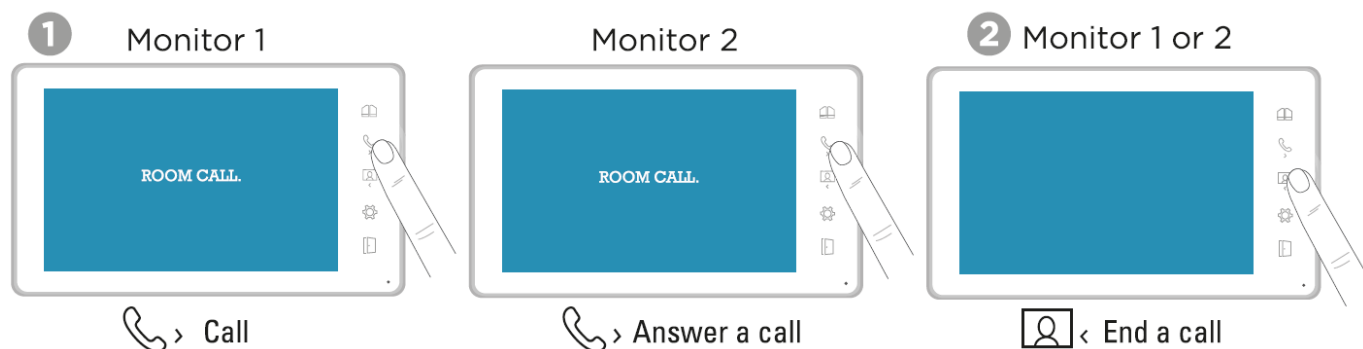 1 Monitor 1
Monitor 2
2 Monitor 1 or 2
ROOM CALL.
ROOM CALL.
› Call
› Answer a call
‹ End a call